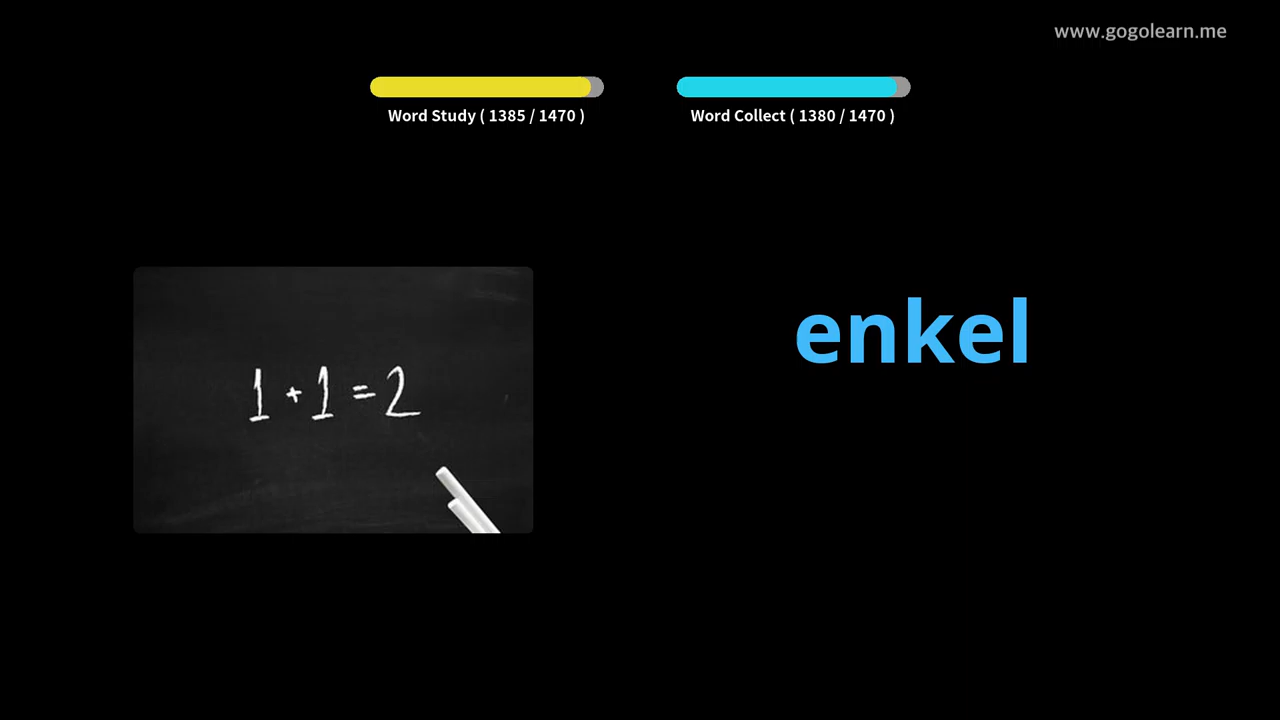 www.gogolearn.me
Word Study ( 1385 / 1470 )
Word Collect ( 1380 / 1470 )
enkel
1 + 1 = 2